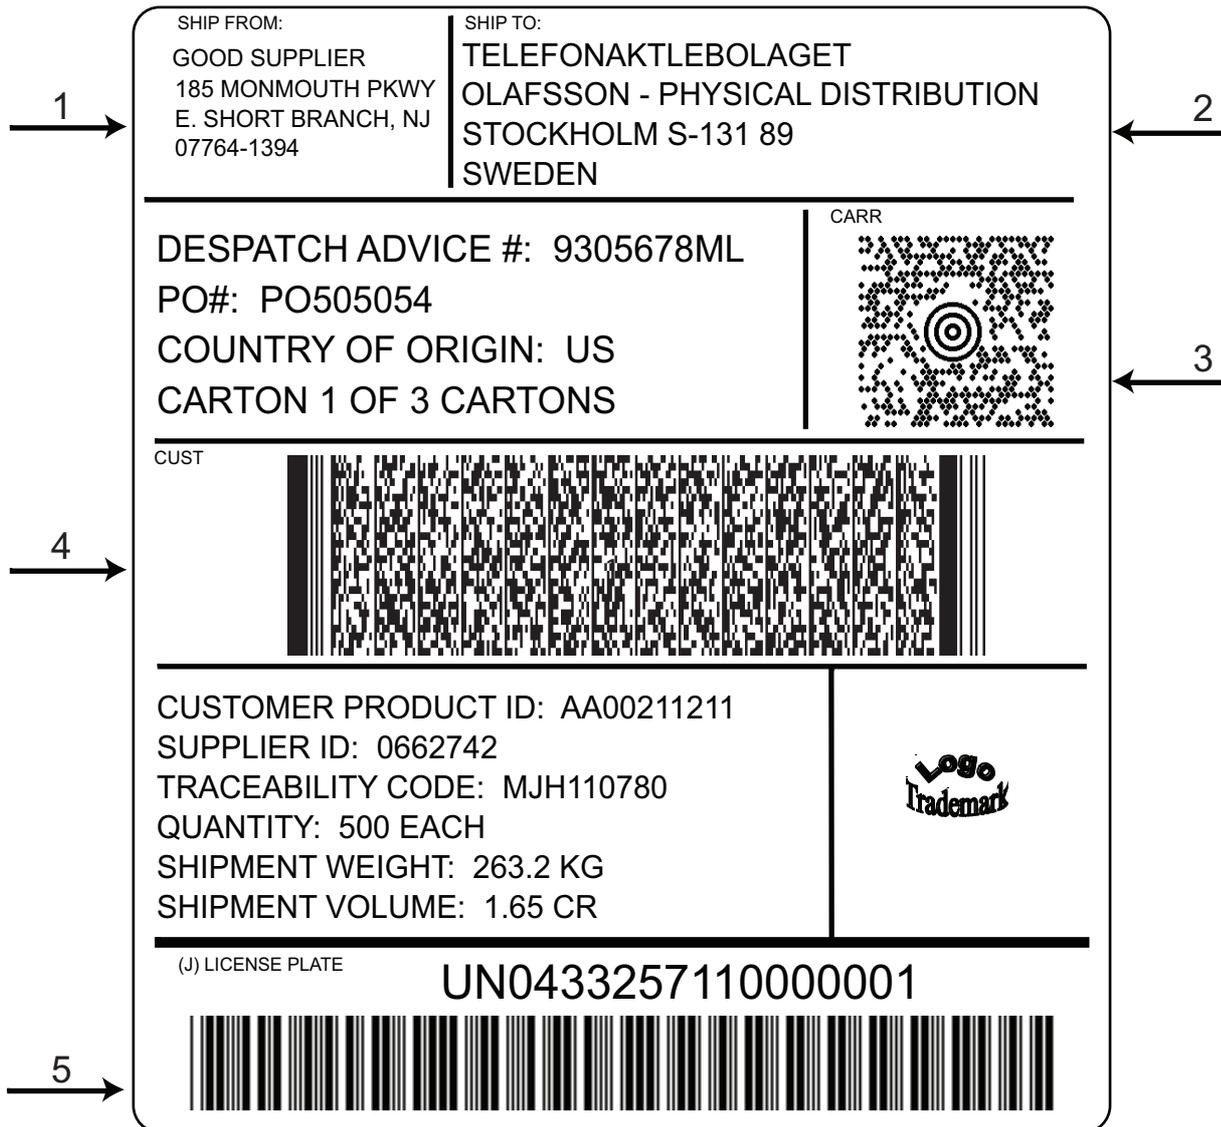 SHIP FROM:
GOOD SUPPLIER
185 MONMOUTH PKWY
E. SHORT BRANCH, NJ
07764-1394
SHIP TO:
TELEFONAKTLEBOLAGET
OLAFSSON - PHYSICAL DISTRIBUTION
STOCKHOLM S-131 89
SWEDEN
1
2
DESPATCH ADVICE #: 9305678ML
PO#: PO505054
COUNTRY OF ORIGIN: US
CARTON 1 OF 3 CARTONS
CARR
3
CUST
4
CUSTOMER PRODUCT ID: AA00211211
SUPPLIER ID: 0662742
TRACEABILITY CODE: MJH110780
QUANTITY: 500 EACH
SHIPMENT WEIGHT: 263.2 KG
SHIPMENT VOLUME: 1.65 CR
Logo
Trademark
(J) LICENSE PLATE
UN0433257110000001
5